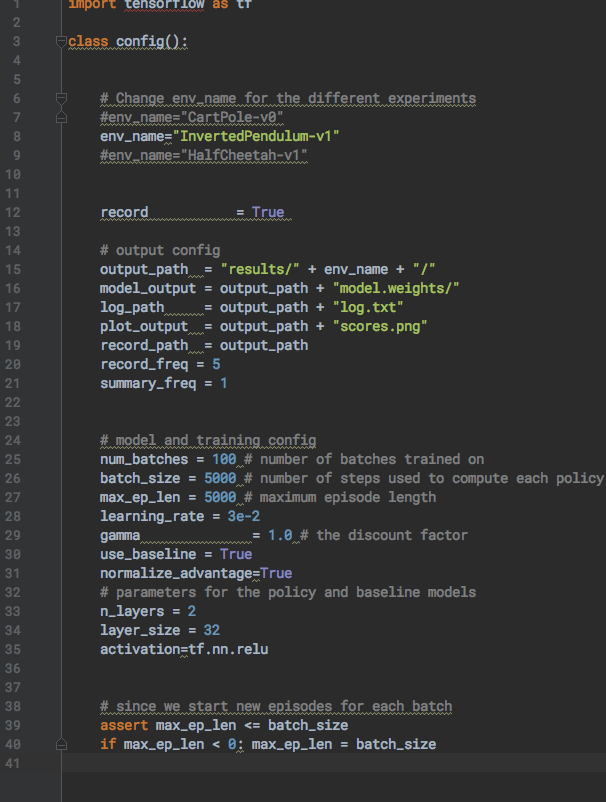 1 import tensorflow as tf
2
3 class config():
4
5
6 # Change env_name for the different experiments
7 #env_name="CartPole-v0"
8 env_name="InvertedPendulum-v1"
9 #env_name="HalfCheetah-v1"
10
11
12 record = True
13
14 # output config
15 output_path = "results/" + env_name + "/"
16 model_output = output_path + "model.weights/"
17 log_path = output_path + "log.txt"
18 plot_output = output_path + "scores.png"
19 record_path = output_path
20 record_freq = 5
21 summary_freq = 1
22
23
24 # model and training config
25 num_batches = 100 # number of batches trained on
26 batch_size = 5000 # number of steps used to compute each policy
27 max_ep_len = 5000 # maximum episode length
28 learning_rate = 3e-2
29 gamma = 1.0 # the discount factor
30 use_baseline = True
31 normalize_advantage=True
32 # parameters for the policy and baseline models
33 n_layers = 2
34 layer_size = 32
35 activation=tf.nn.relu
36
37
38 # since we start new episodes for each batch
39 assert max_ep_len <= batch_size
40 if max_ep_len < 0: max_ep_len = batch_size
41